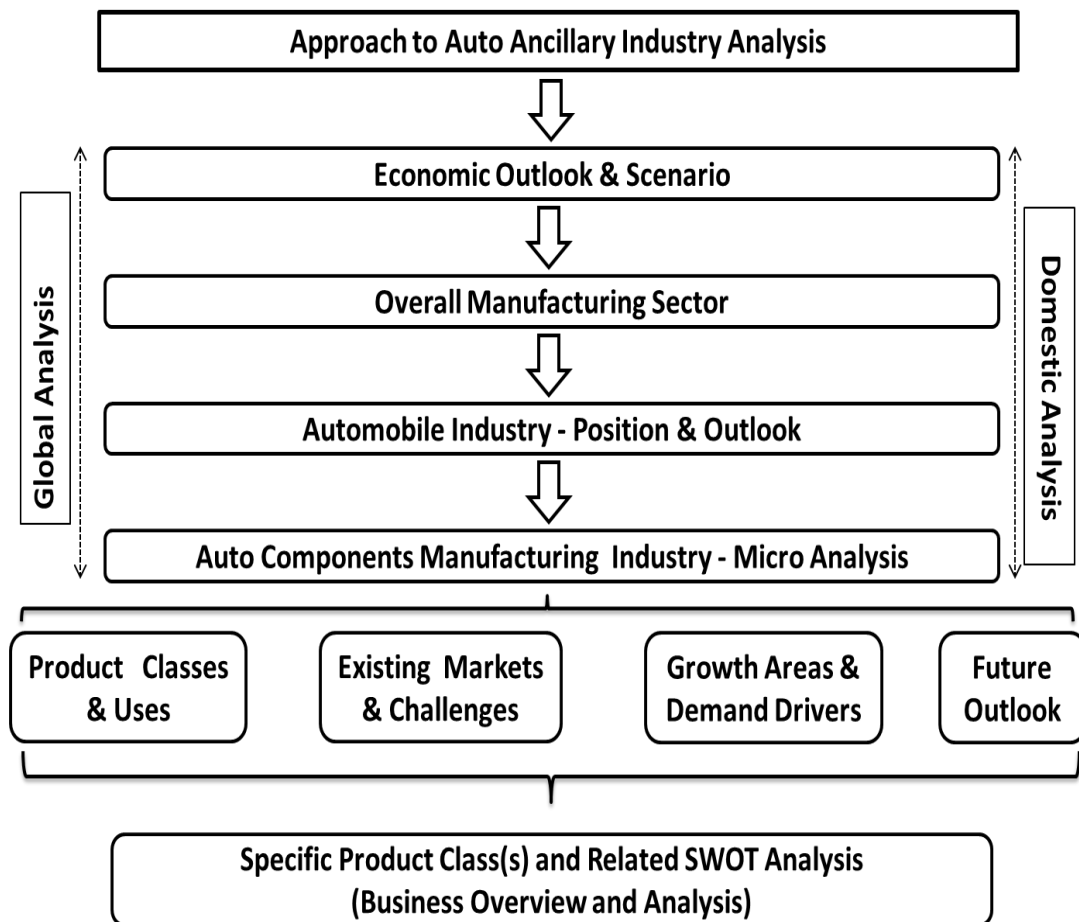 Approach to Auto Ancillary Industry Analysis
Economic Outlook & Scenario
Global Analysis
Domestic Analysis
Overall Manufacturing Sector
Automobile Industry - Position & Outlook
Auto Components Manufacturing Industry - Micro Analysis
Product Classes
& Uses
Existing Markets
& Challenges
Growth Areas &
Demand Drivers
Future
Outlook
Specific Product Class(s) and Related SWOT Analysis
(Business Overview and Analysis)